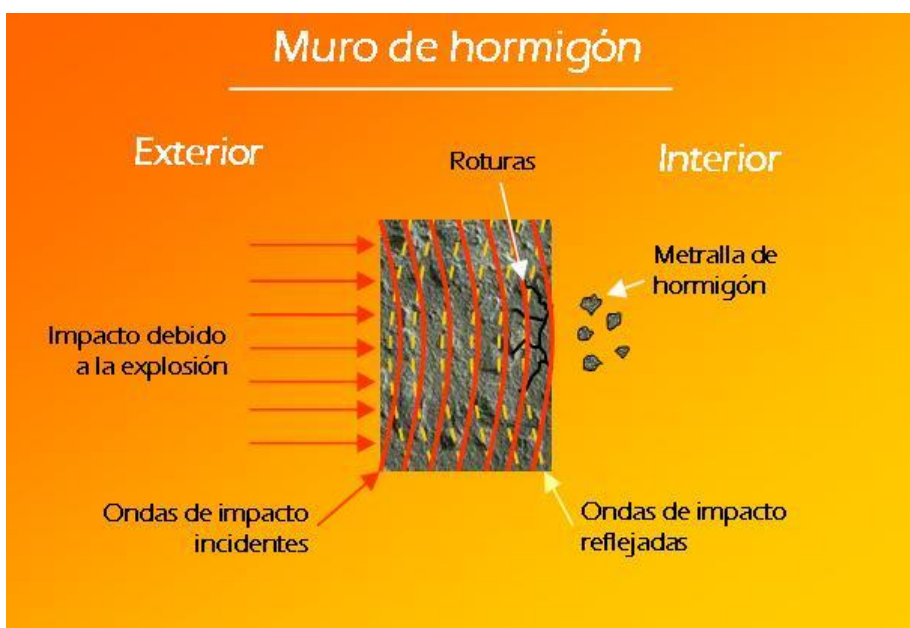 Muro de hormigón
Exterior
Roturas
Interior
Metralla de
hormigón
Impacto debido
a la explosión
Ondas de impacto
incidentes
Ondas de impacto
reflejadas